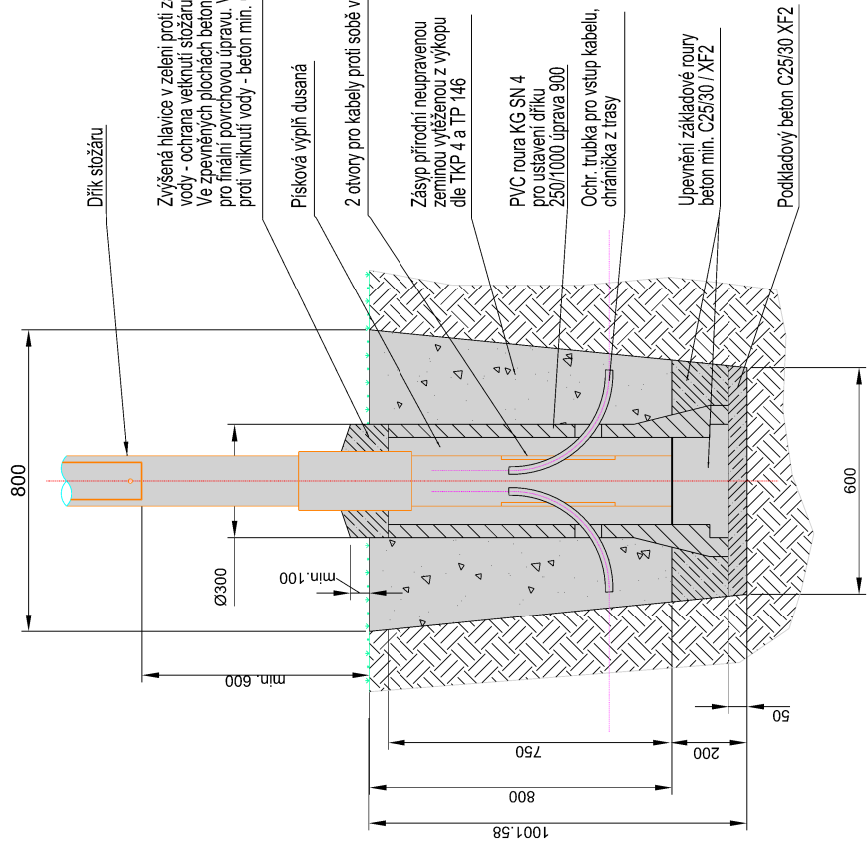 Dřík stožáru
Zvýšená hlavice v zeleni proti
vody - ochrana vetknutí stožáru
Ve zpevněných plochách beton
pro finální povrchovou úpravu.
proti vniknutí vody - beton min.
Písková výplň dusaná
2 otvory pro kabely proti sobě v
Zásyp přírodní neupravenou
zeminou vytěženou z výkopu
dle TKP 4 a TP 146
PVC roura KG SN 4
pro ustavení dříku
250/1000 úprava 900
Ochr. trubka pro vstup kabelu,
chránička z trasy
Upevnění základové roury
beton min. C25/30 / XF2
Podkladový beton C25/30 XF2
800
Ø300
min.100
min. 600
600
50
750
200
800
1001.58